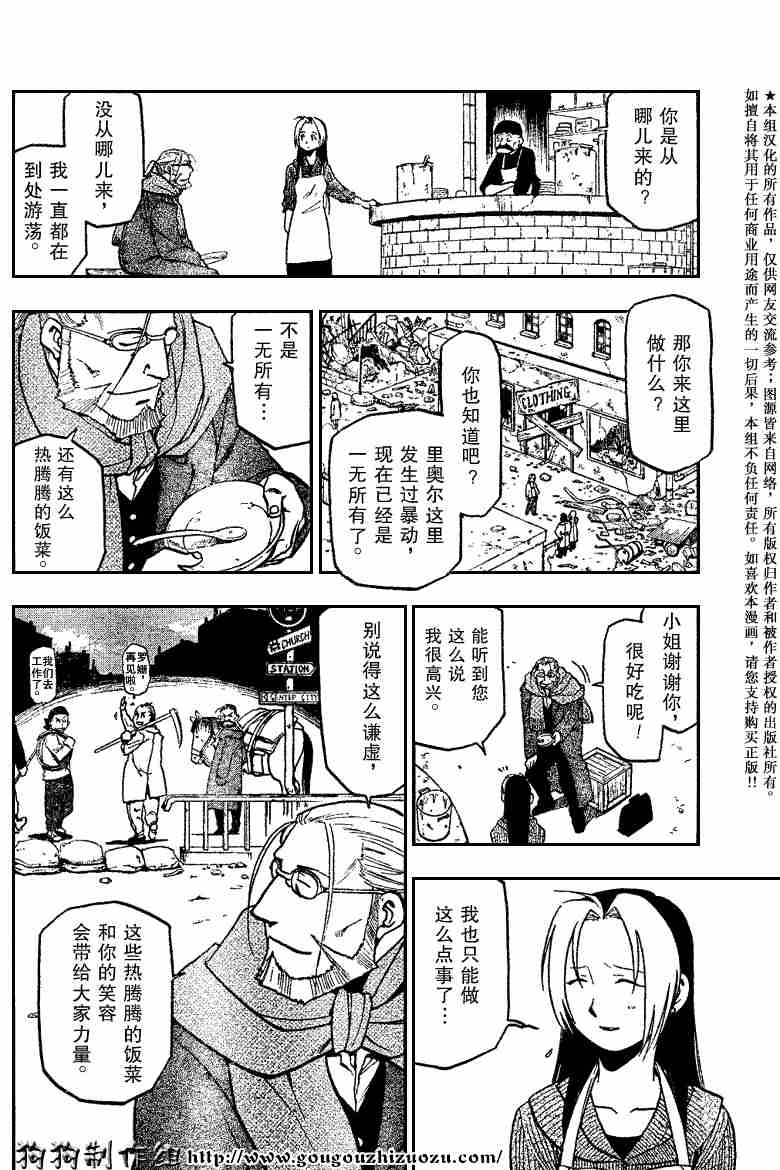 你是从
哪儿来的？
没从
哪儿来，
我一直都在
到处游荡。
那你来这里
做什么？
你也
知道吧？
里奥尔这里
发生过暴动，
现在已经是
一无所有了。
CLOTHING
不是
一无所有…
还有这么
热腾腾的饭菜。
小姐谢谢你，
很好吃呢！
能听到您
这么说
我很高兴。
我也只能做
这么点事了…
别说得这么谦虚，
CHURCH
STATION
CENTER CITY
罗姗，
再见啦。
我们去
工作了。
这些热腾腾的饭菜
和你的笑容
会带给大家力量。
★本组汉化的所有作品，仅供网友交流参考；图源皆来自网络，所有版权归作者和被作者授权的出版社所有。
如擅自将其用于任何商业用途而产生的一切后果，本组不负任何责任。如喜欢本漫画，请您支持购买正版!!
狗狗制作组http://www.gougouzhizuozu.com/